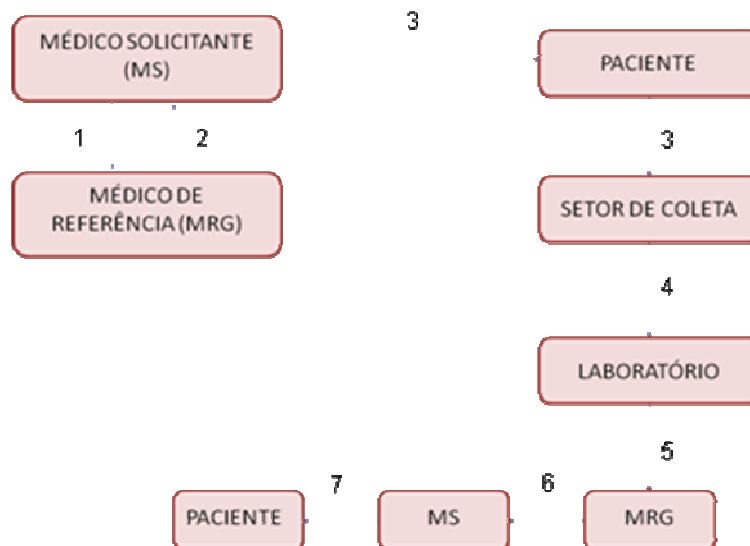 3
MÉDICO SOLICITANTE
(MS)
PACIENTE
1
2
3
MÉDICO DE
REFERÊNCIA (MRG)
SETOR DE COLETA
4
LABORATÓRIO
5
7
6
PACIENTE
MS
MRG